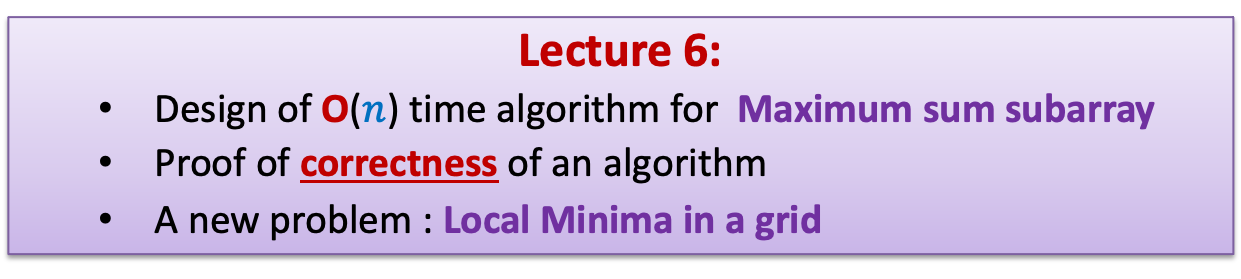 Lecture 6:
• Design of O(n) time algorithm for Maximum sum subarray
• Proof of correctness of an algorithm
• A new problem : Local Minima in a grid